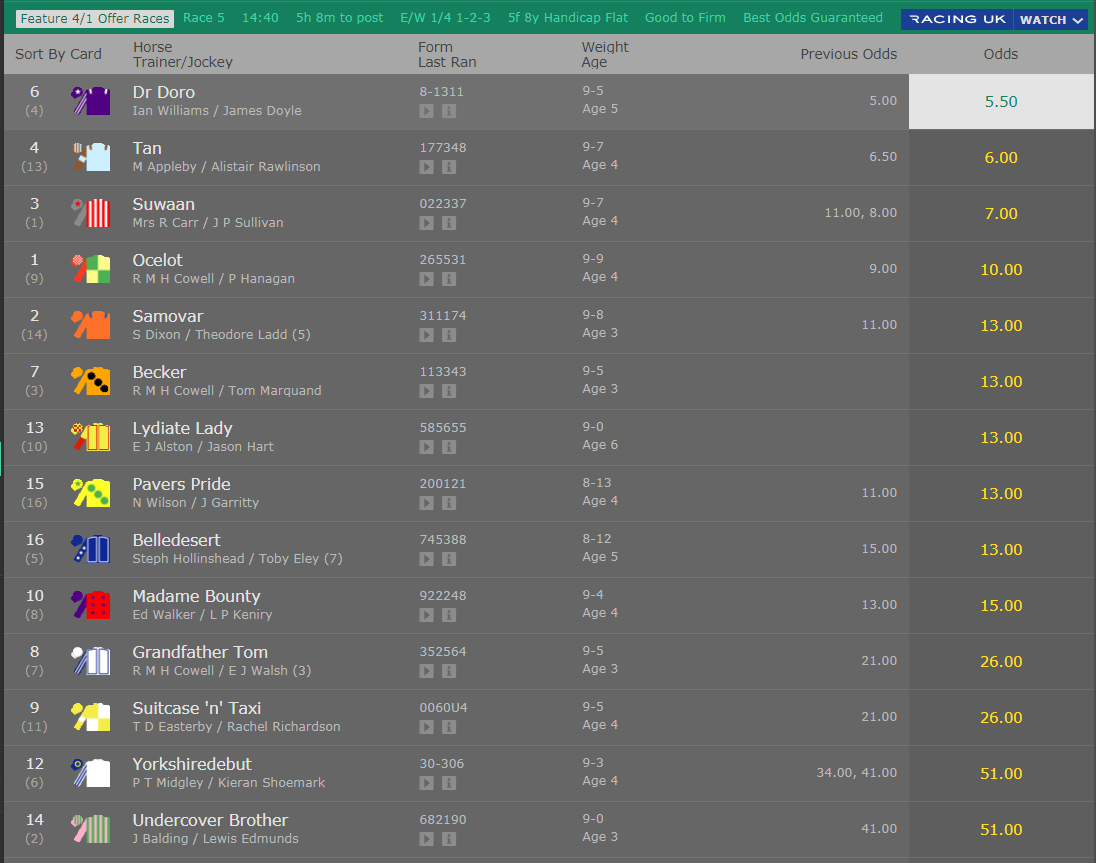 Feature 4/1 Offer Races Race 5 14:40 5h 8m to post E/W 1/4 1-2-3 5f 8y Handicap Flat Good to Firm Best Odds Guaranteed RACING UK WATCH
Sort By Card Horse Form Weight Previous Odds Odds
Trainer/Jockey Last Ran Age
6 Dr Doro 8-1311 9-5 5.00 5.50
(4) Ian Williams / James Doyle Age 5
4 Tan 177348 9-7 6.50 6.00
(13) M Appleby / Alistair Rawlinson Age 4
3 Suwaan 022337 9-7 11.00, 8.00 7.00
(1) Mrs R Carr / J P Sullivan Age 4
1 Ocelot 265531 9-9 9.00 10.00
(9) R M H Cowell / P Hanagan Age 4
2 Samovar 311174 9-8 11.00 13.00
(14) S Dixon / Theodore Ladd (5) Age 3
7 Becker 113343 9-5 13.00
(3) R M H Cowell / Tom Marquand Age 3
13 Lydiate Lady 585655 9-0 13.00
(10) E J Alston / Jason Hart Age 6
15 Pavers Pride 200121 8-13 11.00 13.00
(16) N Wilson / J Garritty Age 4
16 Belledesert 745388 8-12 15.00 13.00
(5) Steph Hollinshead / Toby Eley (7) Age 5
10 Madame Bounty 922248 9-4 13.00 15.00
(8) Ed Walker / L P Keniry Age 4
8 Grandfather Tom 352564 9-5 21.00 26.00
(7) R M H Cowell / E J Walsh (3) Age 3
9 Suitcase 'n' Taxi 0060U4 9-5 21.00 26.00
(11) T D Easterby / Rachel Richardson Age 4
12 Yorkshiredebut 30-306 9-3 34.00, 41.00 51.00
(6) P T Midgley / Kieran Shoemark Age 4
14 Undercover Brother 682190 9-0 41.00 51.00
(2) J Balding / Lewis Edmunds Age 3